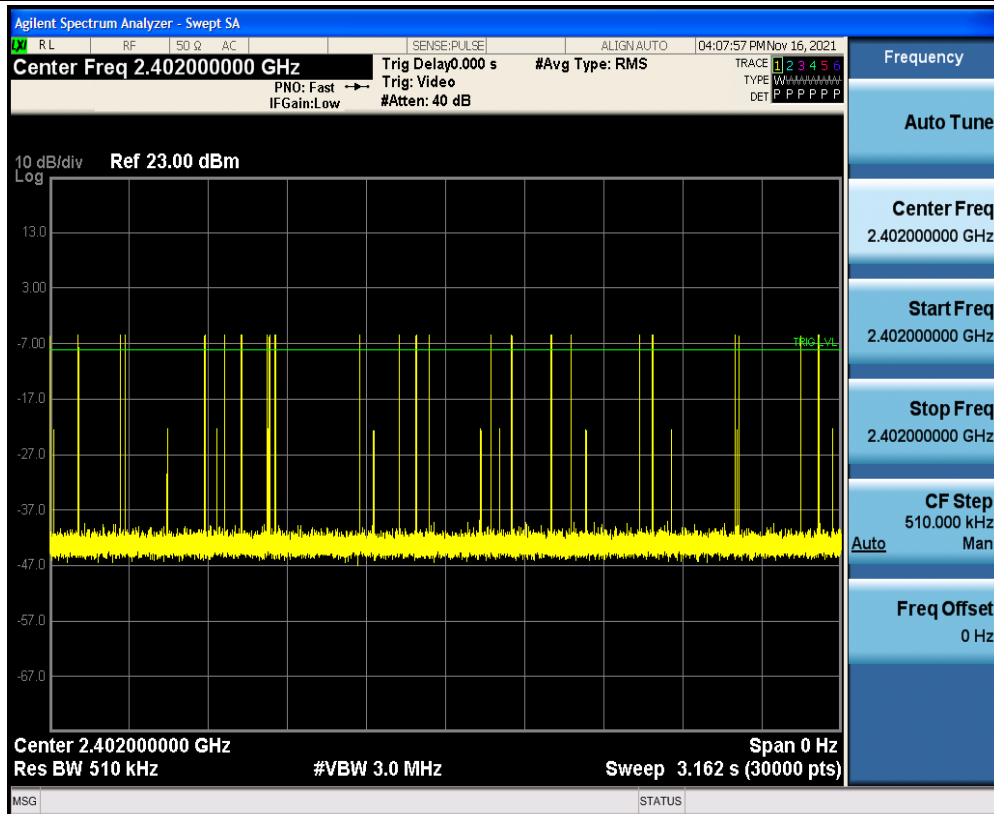 Agilent Spectrum Analyzer - Swept SA
LXI RL RF 50 Ω AC SENSE:PULSE ALIGNAUTO 04:07:57 PM Nov 16, 2021
Center Freq 2.402000000 GHz
PNO: Fast
IFGain:Low
Trig Delay0.000 s
Trig: Video
#Atten: 40 dB
#Avg Type: RMS
TRACE 1 2 3 4 5 6
TYPE W
DET P P P P P P
10 dB/div Ref 23.00 dBm
Log
13.0
3.00
-7.00
TRIG LVL
-17.0
-27.0
-37.0
-47.0
-57.0
-67.0
Center 2.402000000 GHz Span 0 Hz
Res BW 510 kHz #VBW 3.0 MHz Sweep 3.162 s (30000 pts)
MSG STATUS
Frequency
Auto Tune
Center Freq
2.402000000 GHz
Start Freq
2.402000000 GHz
Stop Freq
2.402000000 GHz
CF Step
510.000 kHz
Auto Man
Freq Offset
0 Hz